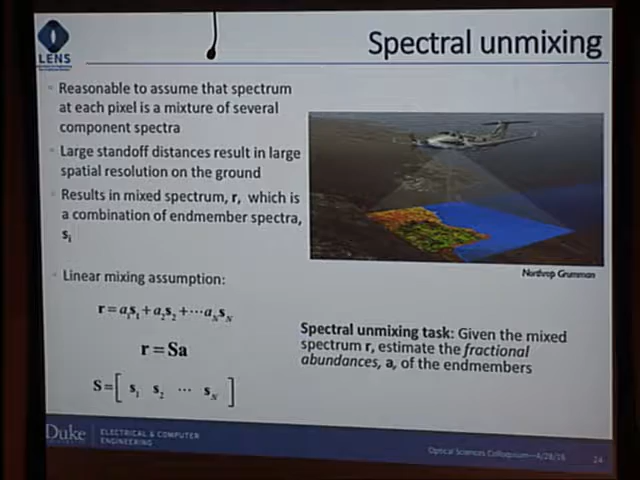 LENS
Spectral unmixing
Reasonable to assume that spectrum
at each pixel is a mixture of several
component spectra
Large standoff distances result in large
spatial resolution on the ground
Results in mixed spectrum, r, which is
a combination of endmember spectra,
sᵢ
Northrop Grumman
Linear mixing assumption:
r = a₁s₁ + a₂s₂ + ⋯ aₙsₙ
r = Sa
S = [ s₁ s₂ ⋯ sₙ ]
Spectral unmixing task: Given the mixed
spectrum r, estimate the fractional
abundances, a, of the endmembers
Duke
ELECTRICAL & COMPUTER
ENGINEERING
Optical Sciences Colloquium—4/28/16
24